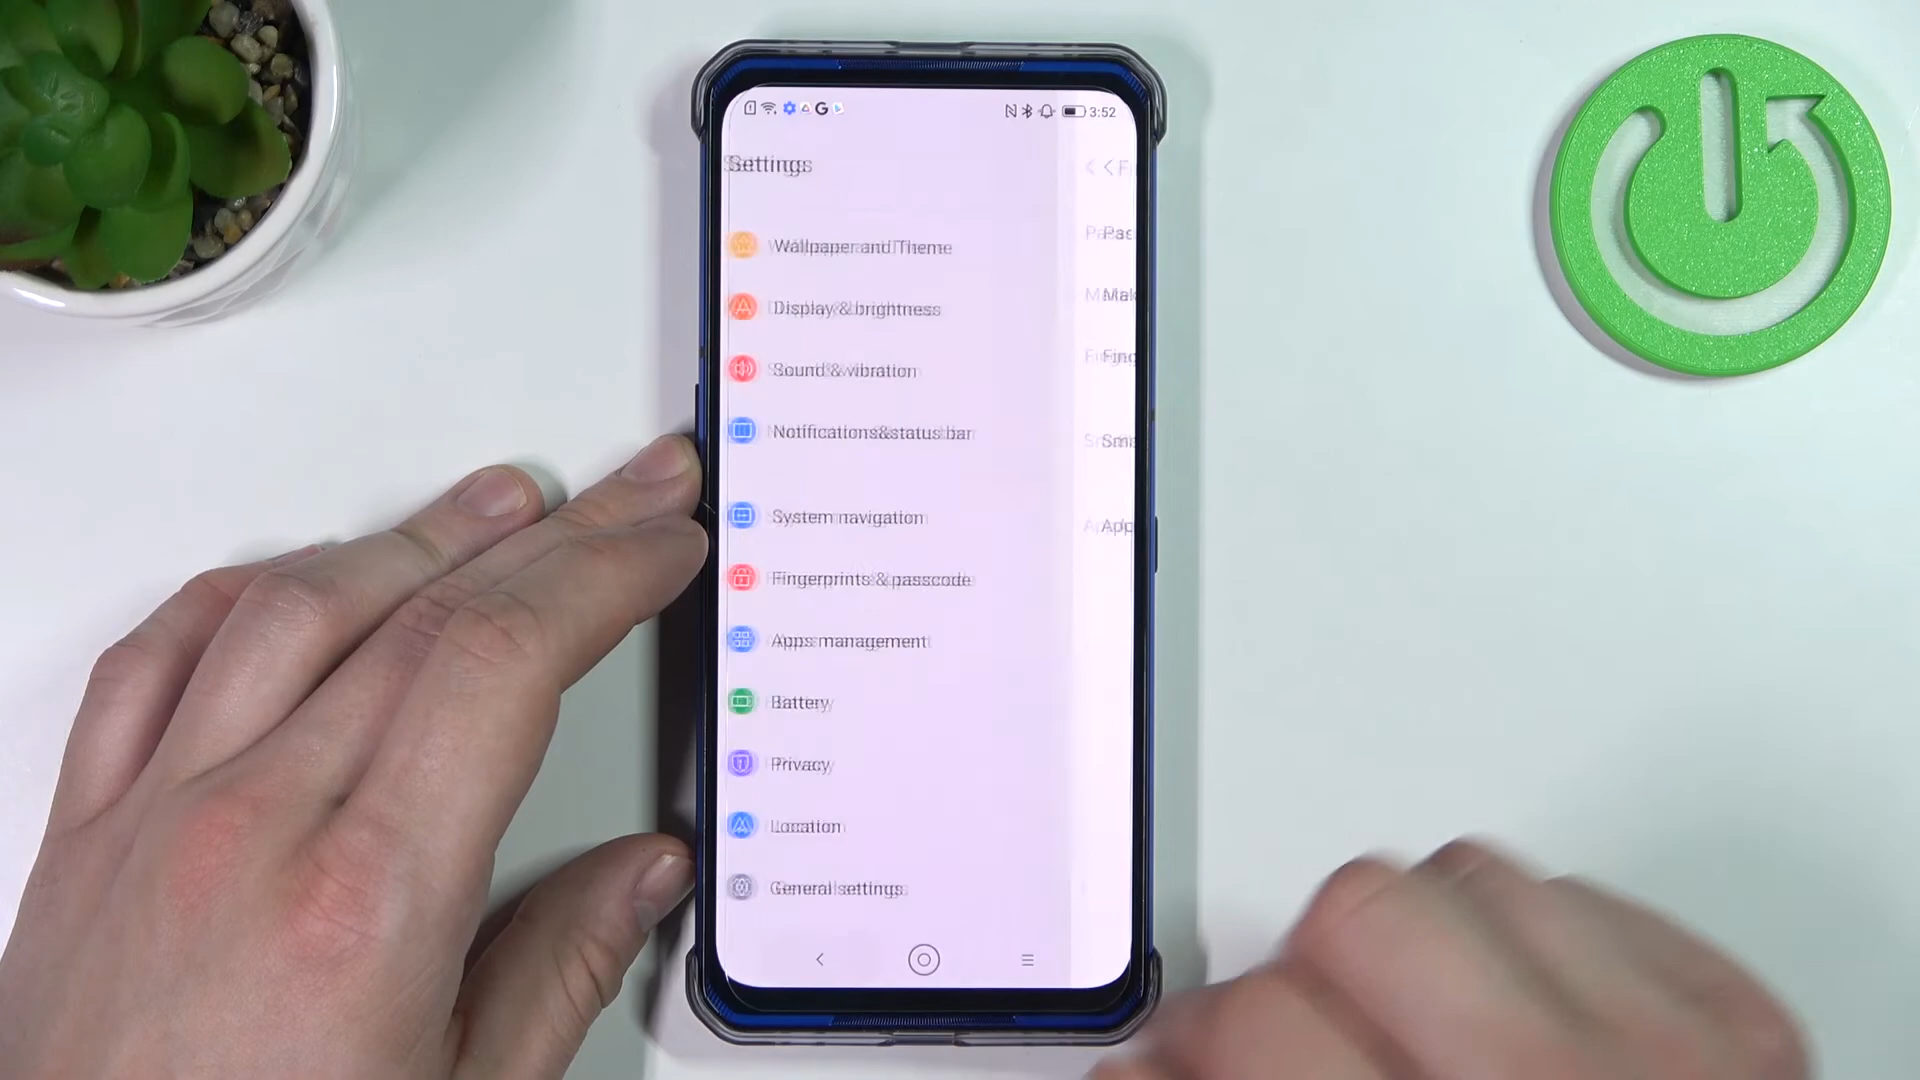 3:52
Settings
Wallpaper and Theme
Display & brightness
Sound & vibration
Notifications&status bar
System navigation
Fingerprints & passcode
Apps management
Battery
Privacy
Location
General settings